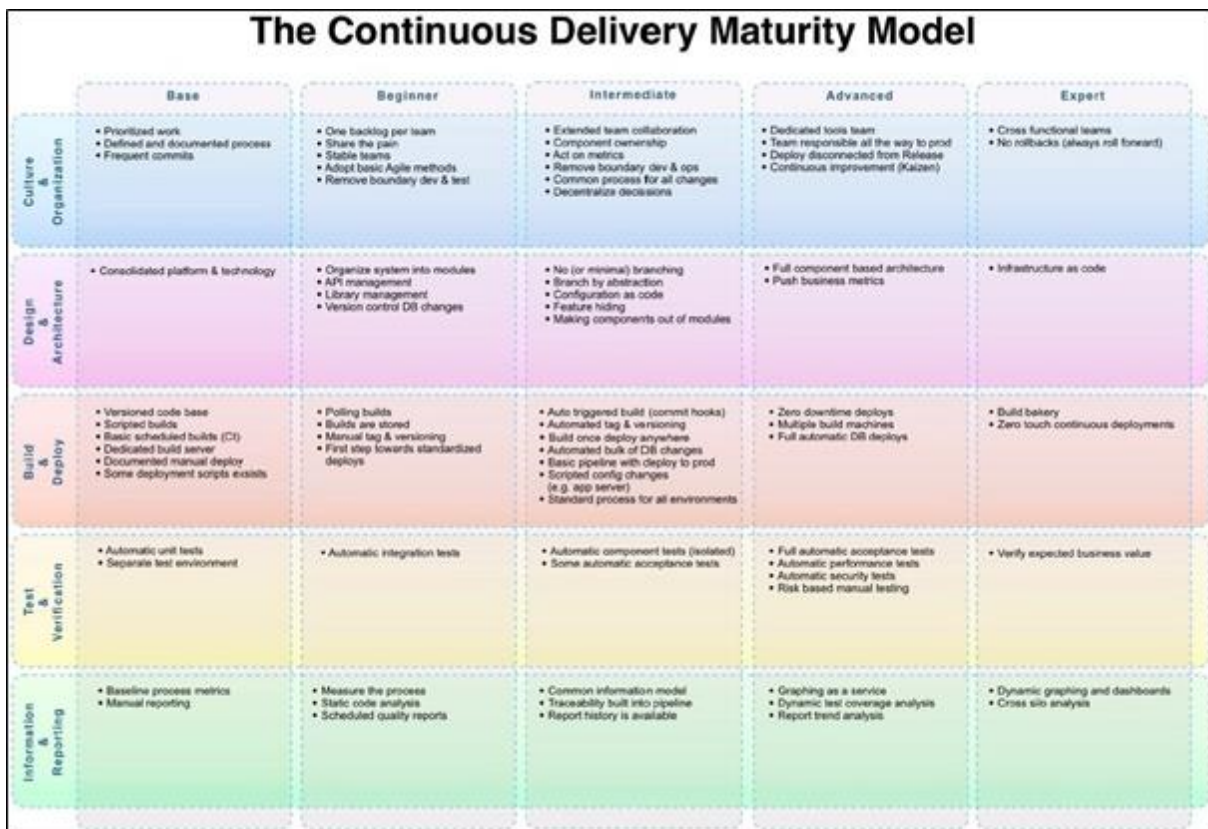 The Continuous Delivery Maturity Model
Base
Beginner
Intermediate
Advanced
Expert
Culture
&
Organization
• Prioritized work
• Defined and documented process
• Frequent commits
• One backlog per team
• Share the pain
• Stable teams
• Adopt basic Agile methods
• Remove boundary dev & test
• Extended team collaboration
• Component ownership
• Act on metrics
• Remove boundary dev & ops
• Common process for all changes
• Decentralize decisions
• Dedicated tools team
• Team responsible all the way to prod
• Deploy disconnected from Release
• Continuous improvement (Kaizen)
• Cross functional teams
• No rollbacks (always roll forward)
Design
&
Architecture
• Consolidated platform & technology
• Organize system into modules
• API management
• Library management
• Version control DB changes
• No (or minimal) branching
• Branch by abstraction
• Configuration as code
• Feature hiding
• Making components out of modules
• Full component based architecture
• Push business metrics
• Infrastructure as code
Build
&
Deploy
• Versioned code base
• Scripted builds
• Basic scheduled builds (CI)
• Dedicated build server
• Documented manual deploy
• Some deployment scripts exsists
• Polling builds
• Builds are stored
• Manual tag & versioning
• First step towards standardized
deploys
• Auto triggered build (commit hooks)
• Automated tag & versioning
• Build once deploy anywhere
• Automated bulk of DB changes
• Basic pipeline with deploy to prod
• Scripted config changes
(e.g. app server)
• Standard process for all environments
• Zero downtime deploys
• Multiple build machines
• Full automatic DB deploys
• Build bakery
• Zero touch continuous deployments
Test
&
Verification
• Automatic unit tests
• Separate test environment
• Automatic integration tests
• Automatic component tests (isolated)
• Some automatic acceptance tests
• Full automatic acceptance tests
• Automatic performance tests
• Automatic security tests
• Risk based manual testing
• Verify expected business value
Information
&
Reporting
• Baseline process metrics
• Manual reporting
• Measure the process
• Static code analysis
• Scheduled quality reports
• Common information model
• Traceability built into pipeline
• Report history is available
• Graphing as a service
• Dynamic test coverage analysis
• Report trend analysis
• Dynamic graphing and dashboards
• Cross silo analysis